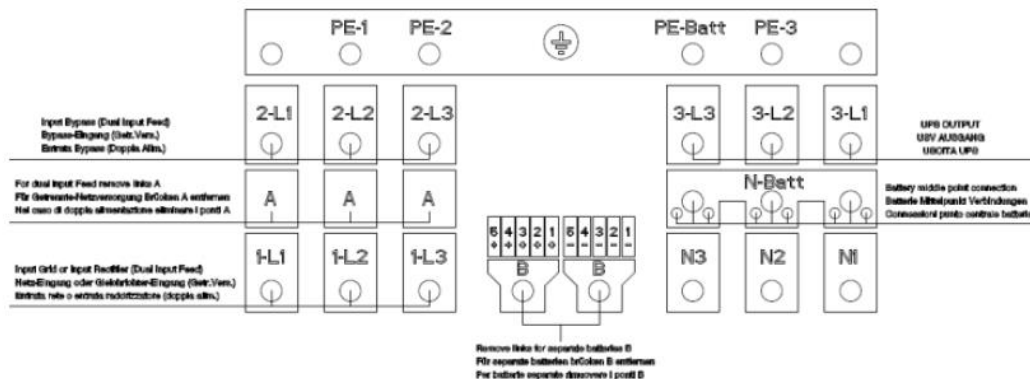 PE-1 PE-2 PE-Batt PE-3
2-L1 2-L2 2-L3 3-L3 3-L2 3-L1
Input Bypass (Dual Input Feed)
Bypass-Eingang (Getr.Vers.)
Entrata Bypass (Doppia Alim.)
UPS OUTPUT
USV AUSGANG
USCITA UPS
For dual Input Feed remove links A
Für Getrennte-Netzversorgung Brücken A entfernen
Nel caso di doppia alimentazione eliminare i ponti A
A A A
N-Batt
Battery middle point connection
Batterie Mittelpunkt Verbindungen
Connessioni punto centrale batterie
5 4 3 2 1 5 4 3 2 1
+ + + + + - - - - -
B B
1-L1 1-L2 1-L3 N3 N2 N1
Input Grid or Input Rectifier (Dual Input Feed)
Netz-Eingang oder Gleichrichter-Eingang (Getr.Vers.)
Entrata rete o entrata raddrizzatore (doppia alim.)
Remove links for separate batteries B
Für separate batterien brücken B entfernen
Per batterie separate rimuovere i ponti B